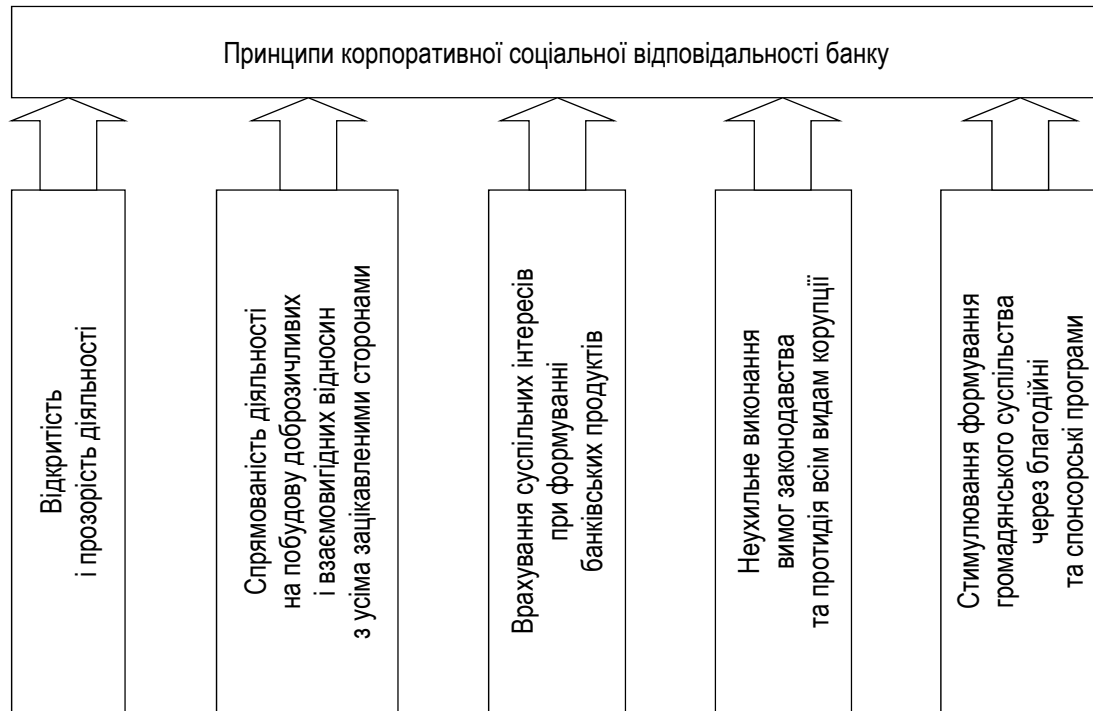 Принципи корпоративної соціальної відповідальності банку
Відкритість
і прозорість діяльності
Спрямованість діяльності
на побудову доброзичливих
і взаємовигідних відносин
з усіма зацікавленими сторонами
Врахування суспільних інтересів
при формуванні
банківських продуктів
Неухильне виконання
вимог законодавства
та протидія всім видам корупції
Стимулювання формування
громадянського суспільства
через благодійні
та спонсорські програми